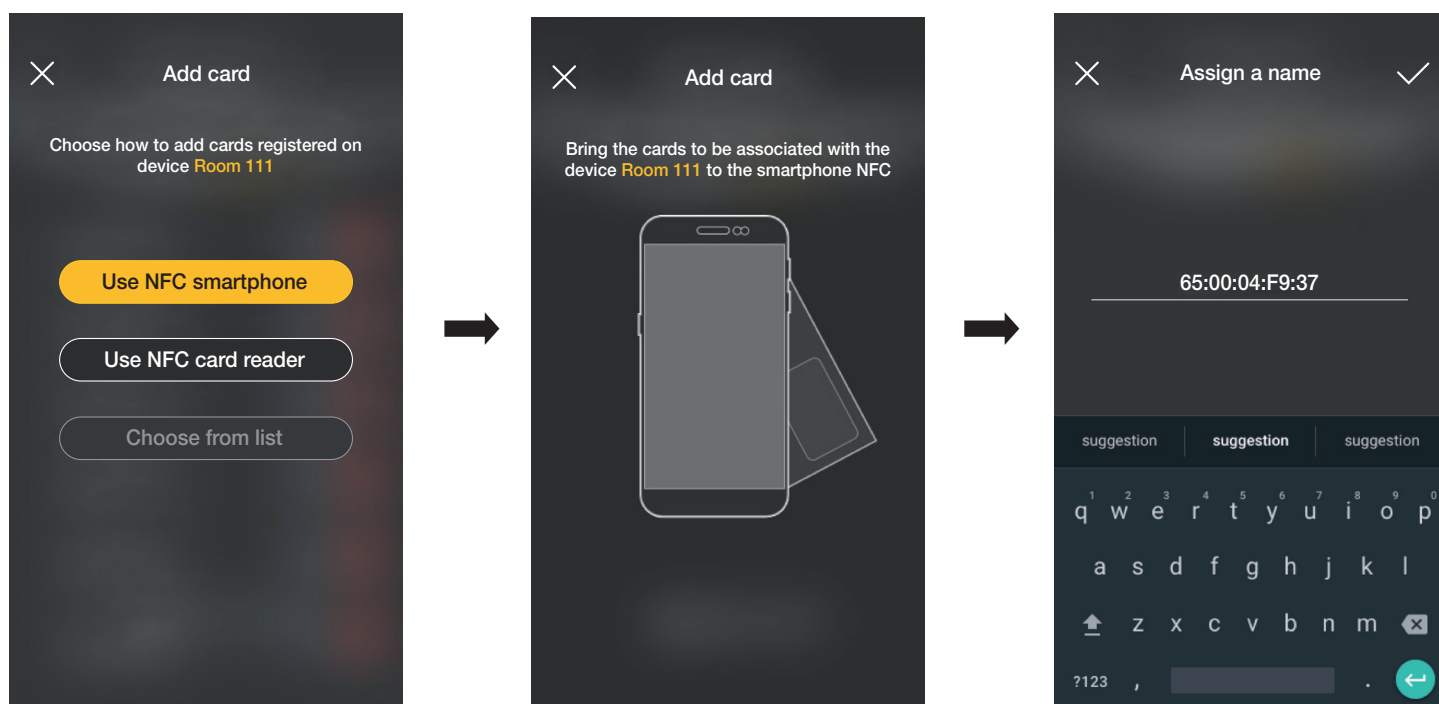 Add card
Choose how to add cards registered on
device Room 111
Use NFC smartphone
Use NFC card reader
Choose from list
Add card
Bring the cards to be associated with the
device Room 111 to the smartphone NFC
Assign a name
65:00:04:F9:37
suggestion suggestion suggestion
1 2 3 4 5 6 7 8 9 0
q w e r t y u i o p
a s d f g h j k l
z x c v b n m
?123 , .